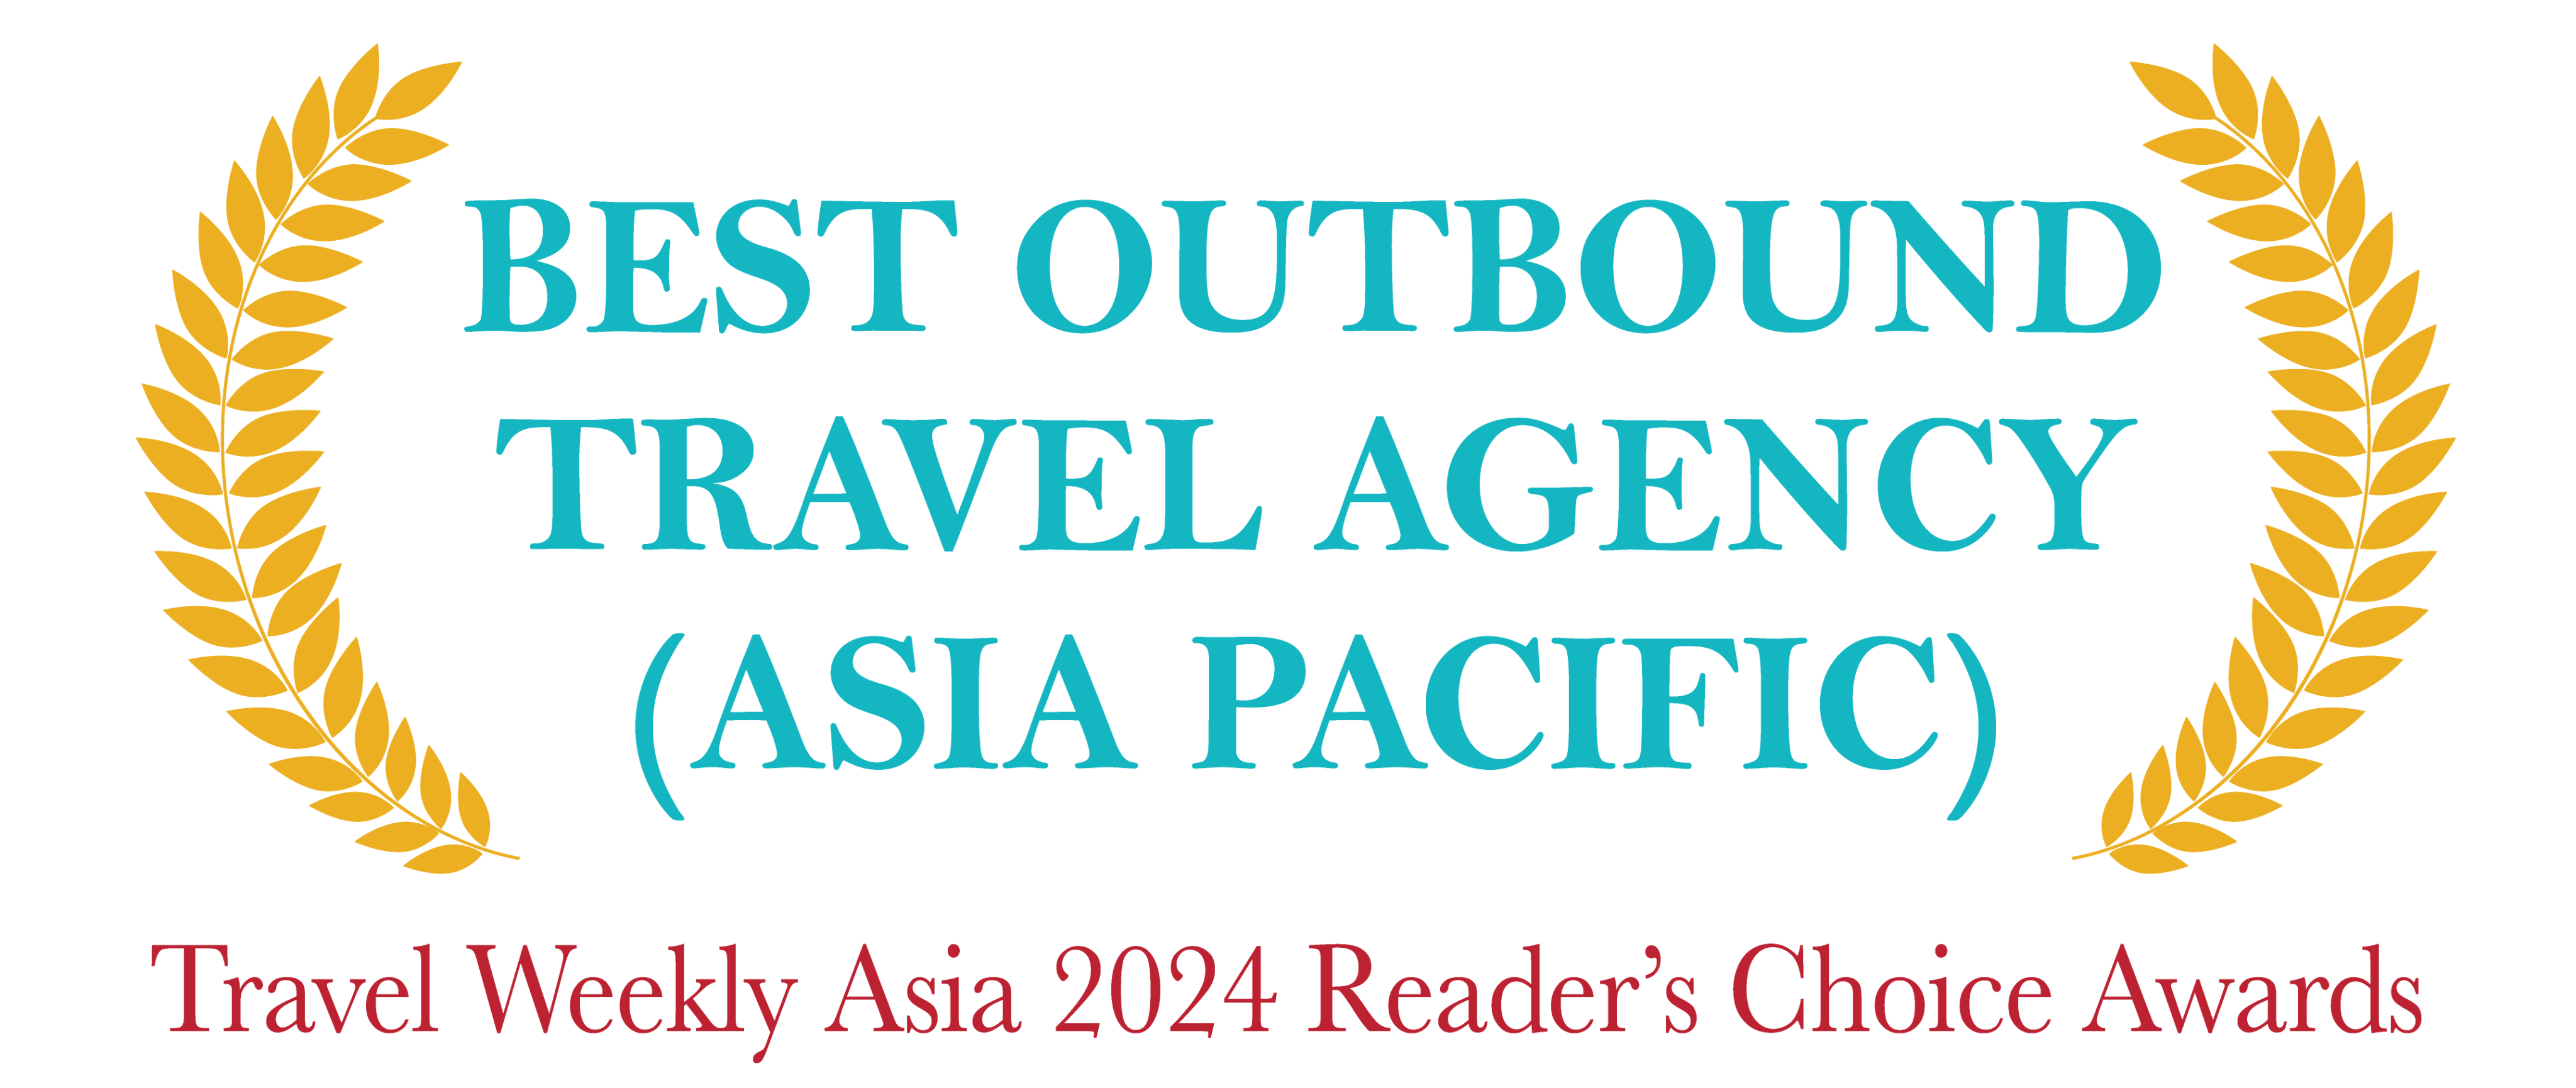 BEST OUTBOUND
TRAVEL AGENCY
(ASIA PACIFIC)
Travel Weekly Asia 2024 Reader’s Choice Awards